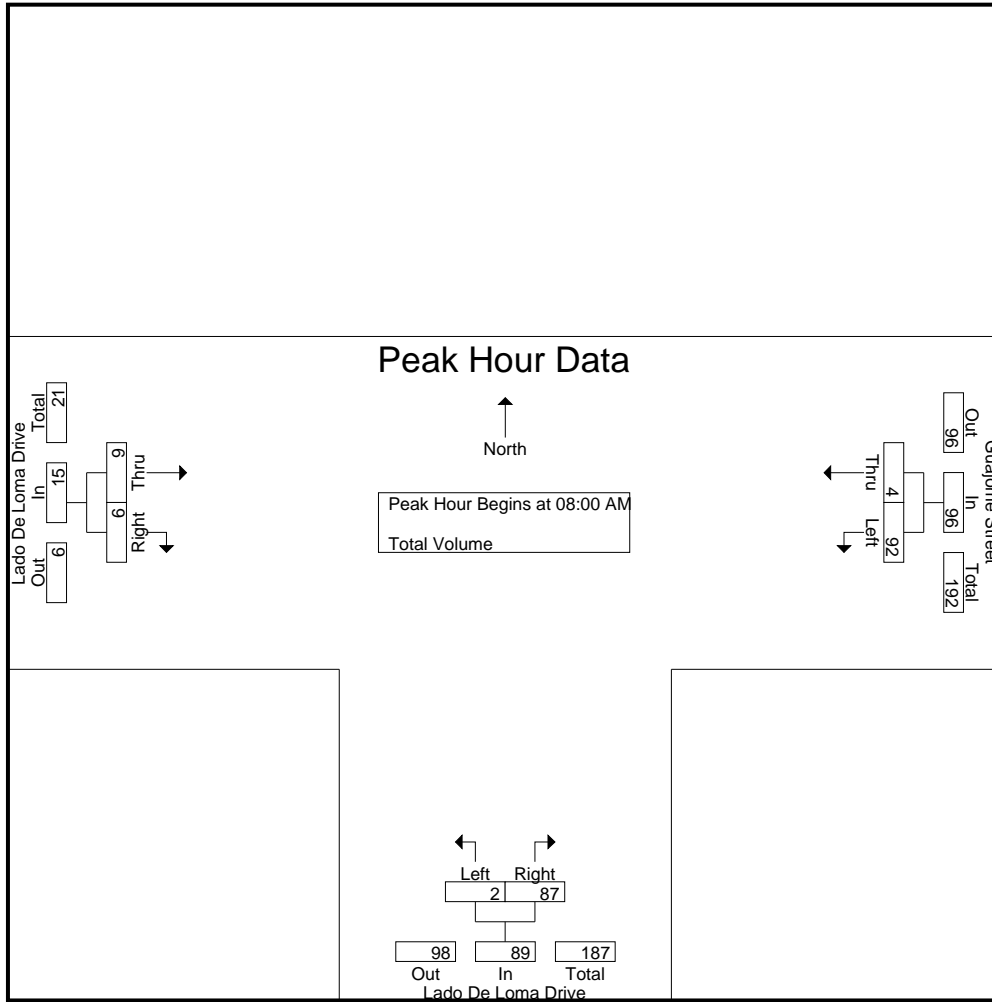 Peak Hour Data
North
Peak Hour Begins at 08:00 AM
Total Volume
Lado De Loma Drive
Total
21
In
15
Out
6
9
Thru
6
Right
Guajome Street
Out
96
In
96
Total
192
Thru
4
Left
92
Left
Right
2
87
98
89
187
Out
In
Total
Lado De Loma Drive